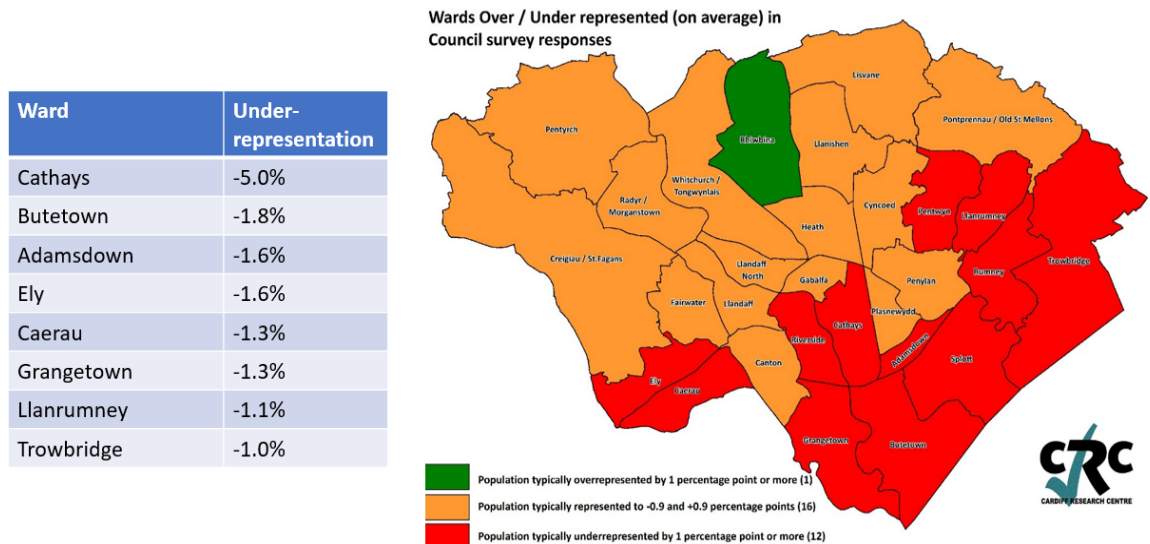 Wards Over / Under represented (on average) in
Council survey responses
Ward Under-
representation
Cathays -5.0%
Butetown -1.8%
Adamsdown -1.6%
Ely -1.6%
Caerau -1.3%
Grangetown -1.3%
Llanrumney -1.1%
Trowbridge -1.0%
Lisvane
Pontprennau / Old St Mellons
Pentyrch
Rhiwbina
Llanishen
Whitchurch /
Tongwynlais
Radyr /
Morganstown
Cyncoed
Pentwyn
Llanrumney
Heath
Creigiau / St.Fagans
Llandaff
North
Gabalfa
Penylan
Rumney
Trowbridge
Fairwater
Llandaff
Plasnewydd
Cathays
Riverside
Adamsdown
Splott
Canton
Ely
Caerau
Grangetown
Butetown
Population typically overrepresented by 1 percentage point or more (1)
Population typically represented to -0.9 and +0.9 percentage points (16)
Population typically underrepresented by 1 percentage point or more (12)
CRC
CARDIFF RESEARCH CENTRE